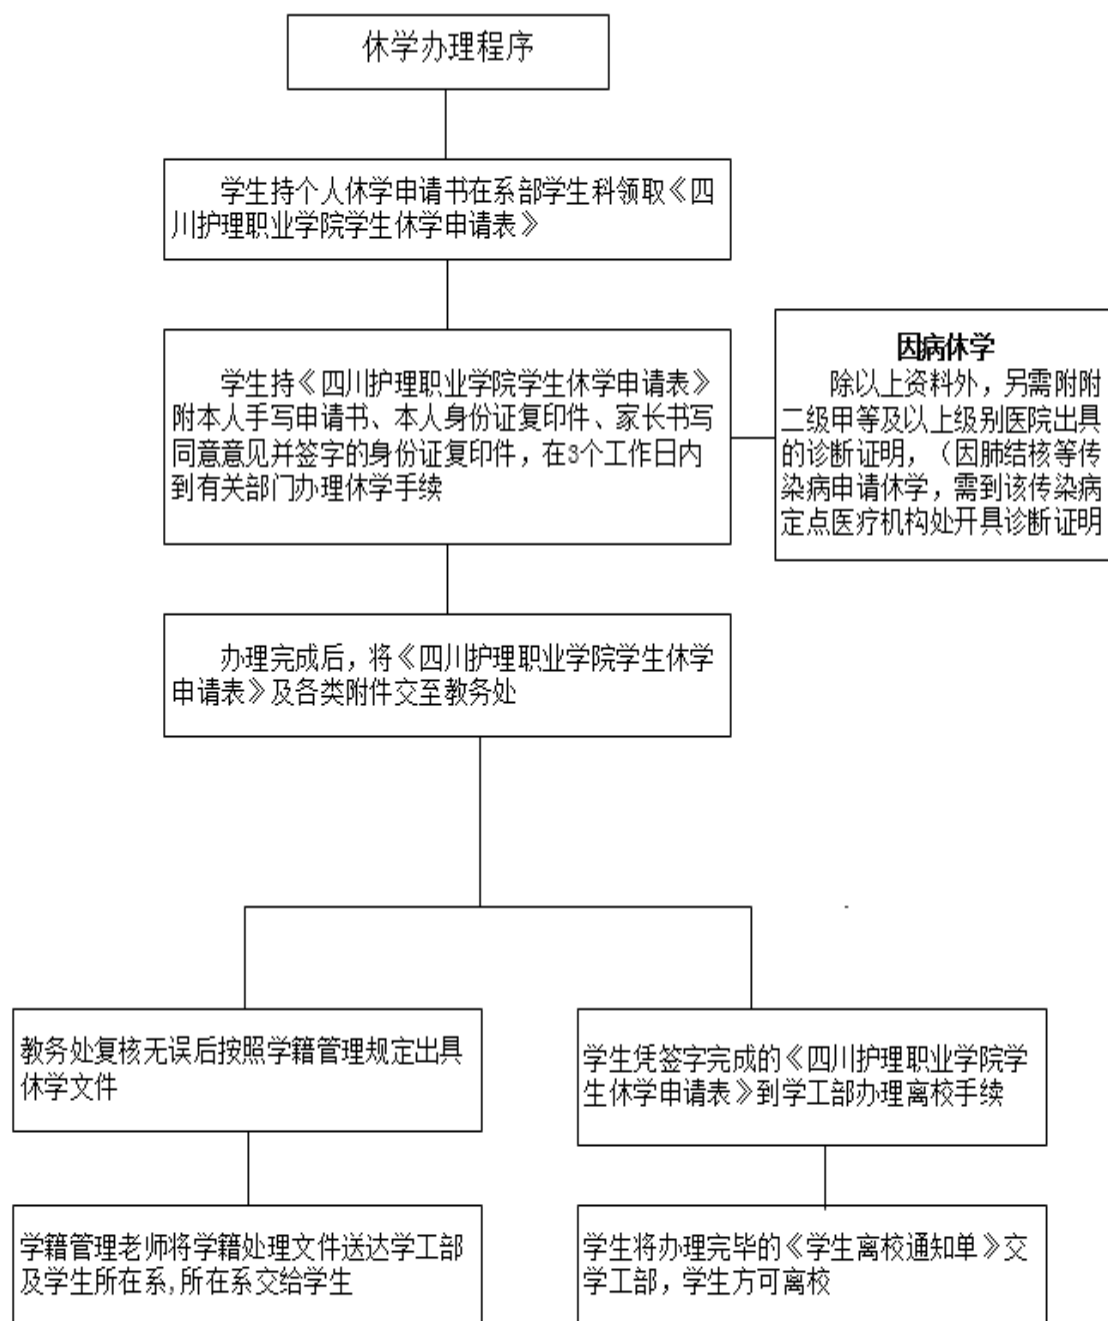 休学办理程序
学生持个人休学申请书在系部学生科领取《四
川护理职业学院学生休学申请表》
学生持《四川护理职业学院学生休学申请表》
附本人手写申请书、本人身份证复印件、家长书写
同意意见并签字的身份证复印件，在3个工作日内
到有关部门办理休学手续
因病休学
除以上资料外，另需附附
二级甲等及以上级别医院出具
的诊断证明，（因肺结核等传
染病申请休学，需到该传染病
定点医疗机构处开具诊断证明
办理完成后，将《四川护理职业学院学生休学
申请表》及各类附件交至教务处
教务处复核无误后按照学籍管理规定出具
休学文件
学生凭签字完成的《四川护理职业学院学
生休学申请表》到学工部办理离校手续
学籍管理老师将学籍处理文件送达学工部
及学生所在系,所在系交给学生
学生将办理完毕的《学生离校通知单》交
学工部，学生方可离校